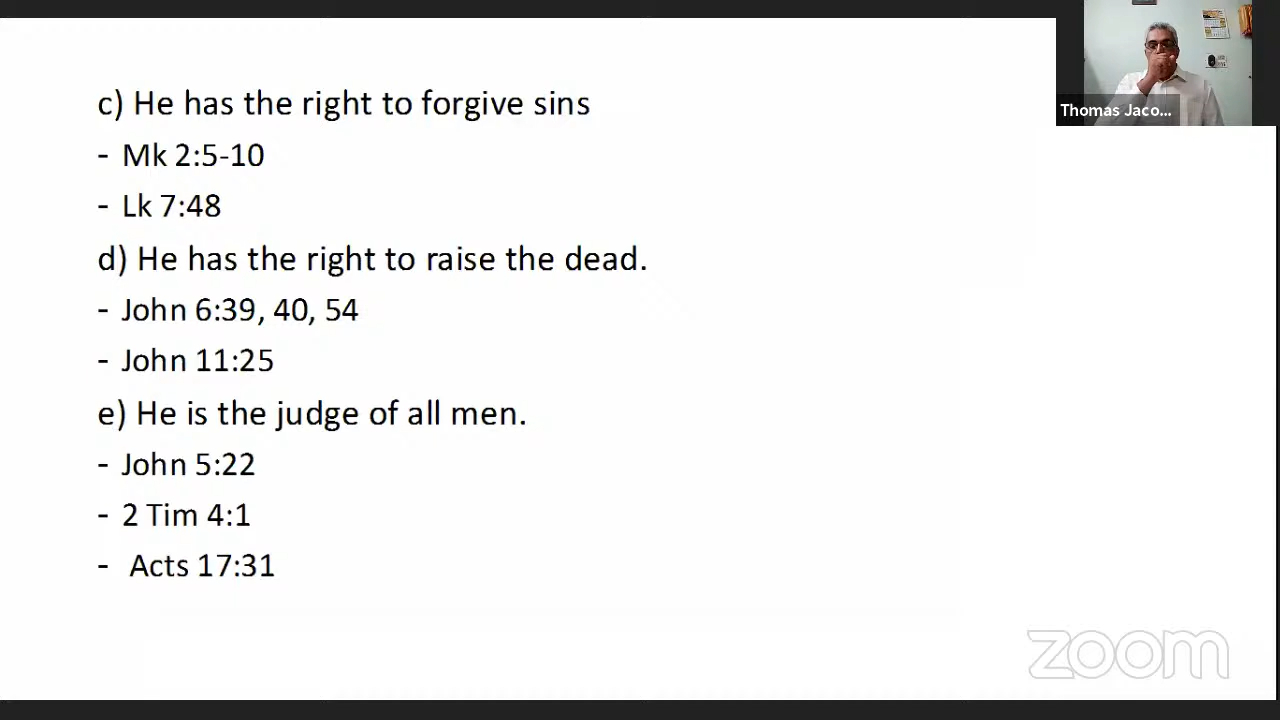 c) He has the right to forgive sins
- Mk 2:5-10
- Lk 7:48
d) He has the right to raise the dead.
- John 6:39, 40, 54
- John 11:25
e) He is the judge of all men.
- John 5:22
- 2 Tim 4:1
- Acts 17:31
Thomas Jaco...
zoom